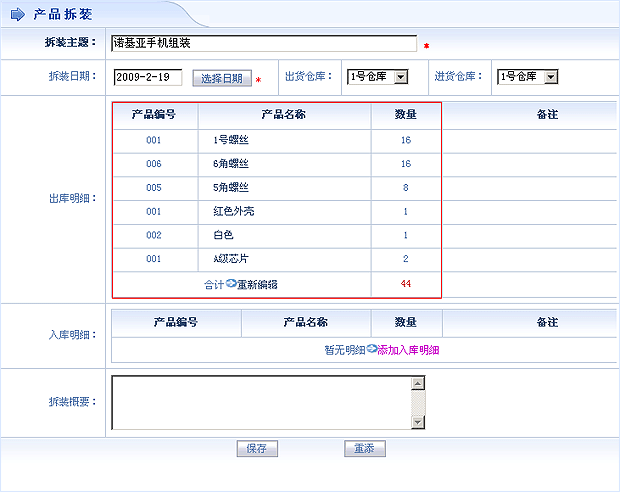 产品拆装
拆装主题： 诺基亚手机组装 *
拆装日期： 2009-2-19 选择日期 * 出货仓库： 1号仓库 进货仓库： 1号仓库
产品编号 产品名称 数量 备注
001 1号螺丝 16
006 6角螺丝 16
005 5角螺丝 8
出库明细：
001 红色外壳 1
002 白色 1
001 A级芯片 2
合计 重新编辑 44
产品编号 产品名称 数量 备注
入库明细：
暂无明细 添加入库明细
拆装概要：
保存 重添